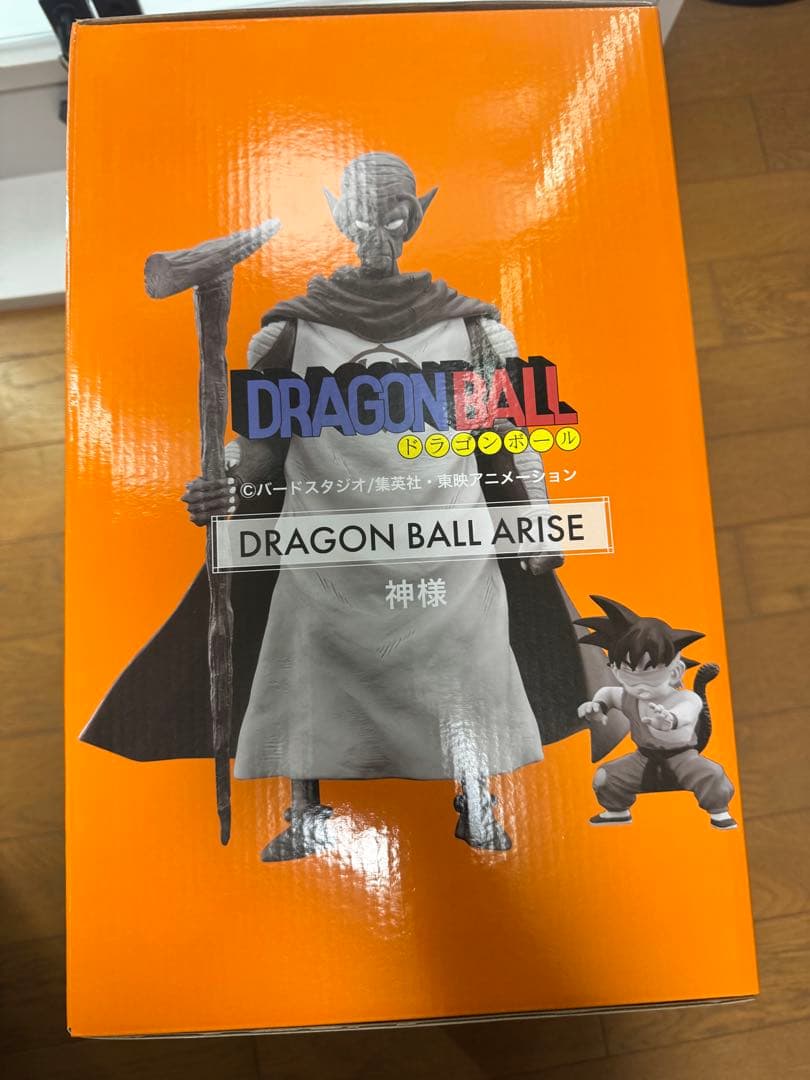 DRAGON BALL
ドラゴンボール
©バードスタジオ/集英社・東映アニメーション
DRAGON BALL ARISE
神様